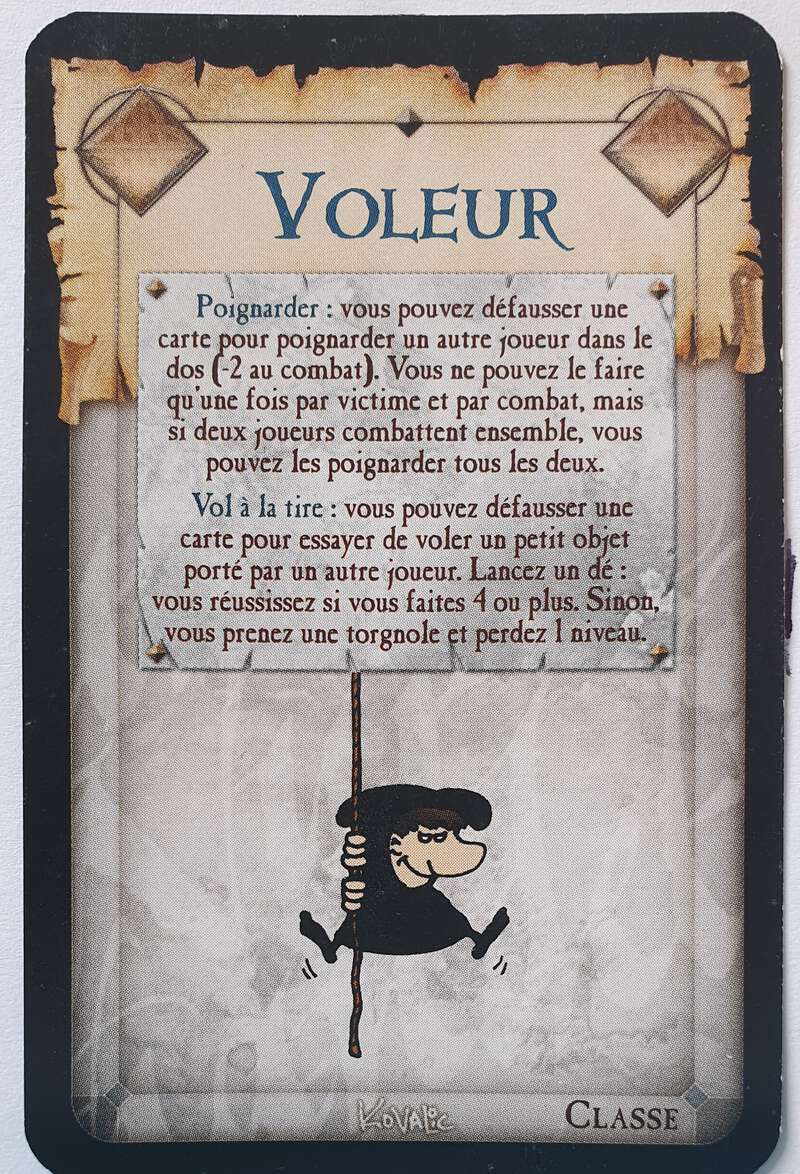 VOLEUR
Poignarder : vous pouvez défausser une
carte pour poignarder un autre joueur dans le
dos (-2 au combat). Vous ne pouvez le faire
qu'une fois par victime et par combat, mais
si deux joueurs combattent ensemble, vous
pouvez les poignarder tous les deux.
Vol à la tire : vous pouvez défausser une
carte pour essayer de voler un petit objet
porté par un autre joueur. Lancez un dé :
vous réussissez si vous faites 4 ou plus. Sinon,
vous prenez une torgnole et perdez 1 niveau.
KOVALIC
CLASSE